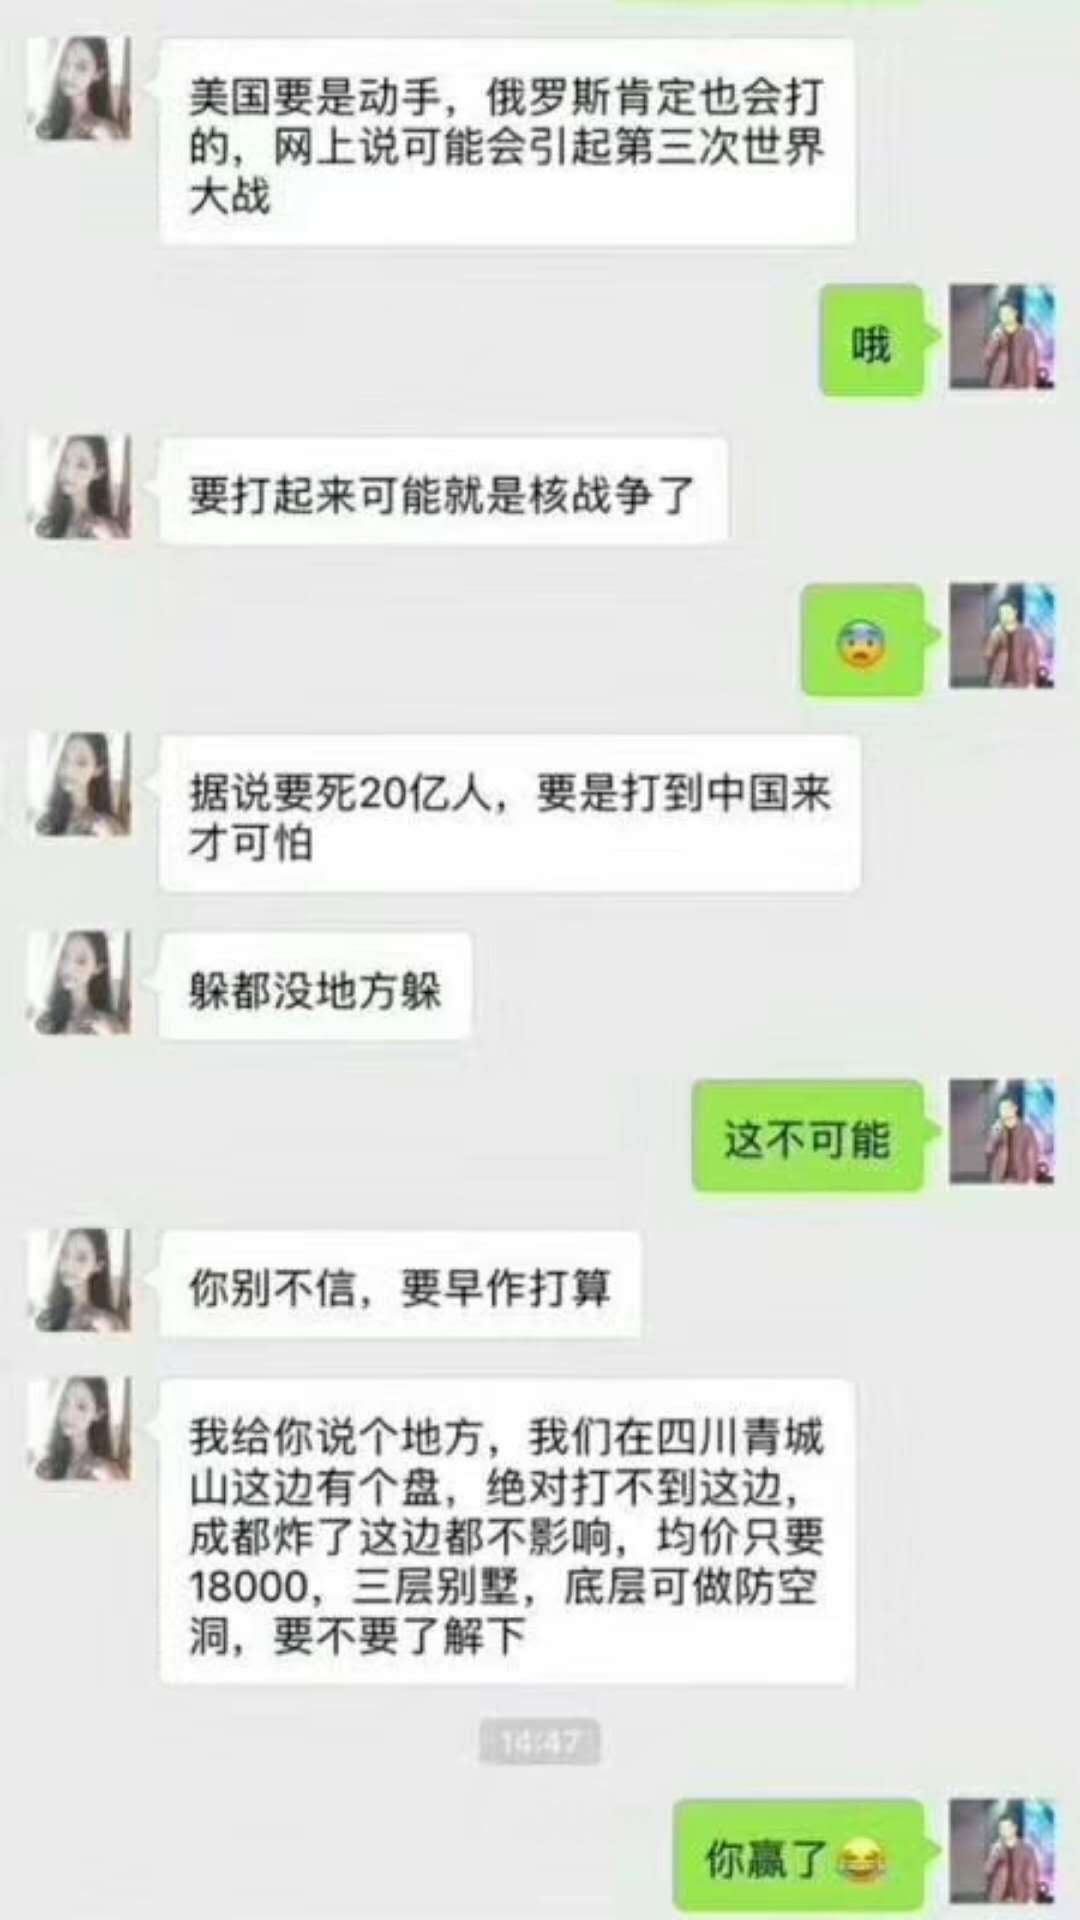 美国要是动手，俄罗斯肯定也会打
的，网上说可能会引起第三次世界
大战
哦
要打起来可能就是核战争了
😨
据说要死20亿人，要是打到中国来
才可怕
躲都没地方躲
这不可能
你别不信，要早作打算
我给你说个地方，我们在四川青城
山这边有个盘，绝对打不到这边，
成都炸了这边都不影响，均价只要
18000，三层别墅，底层可做防空
洞，要不要了解下
14:47
你赢了😂